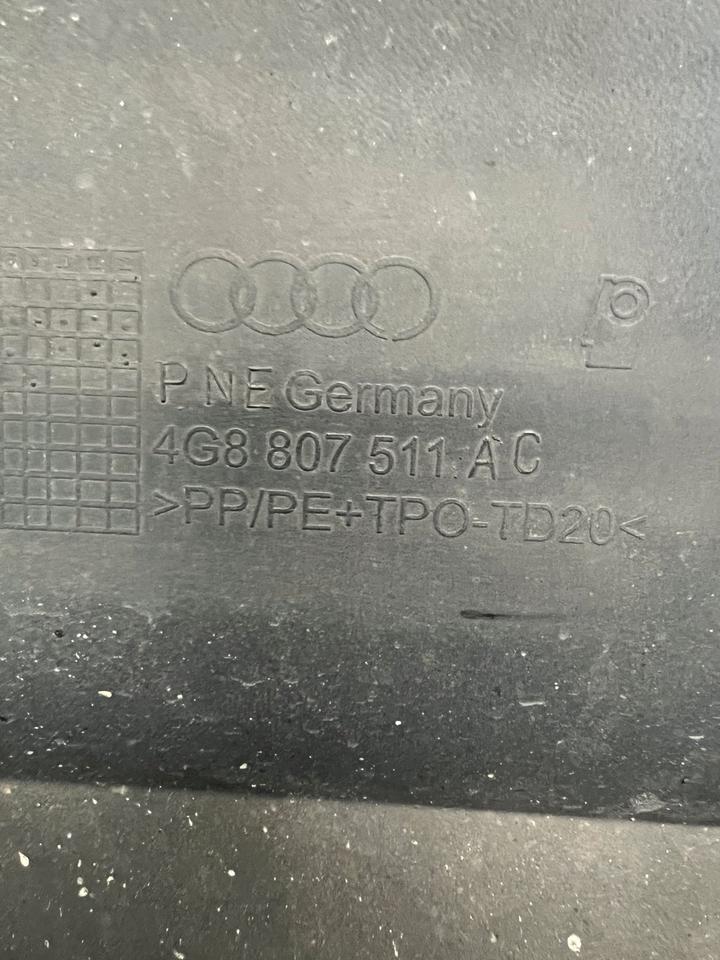 P N E Germany
4G8 807 511 A C
>PP/PE+TPO-TD20<